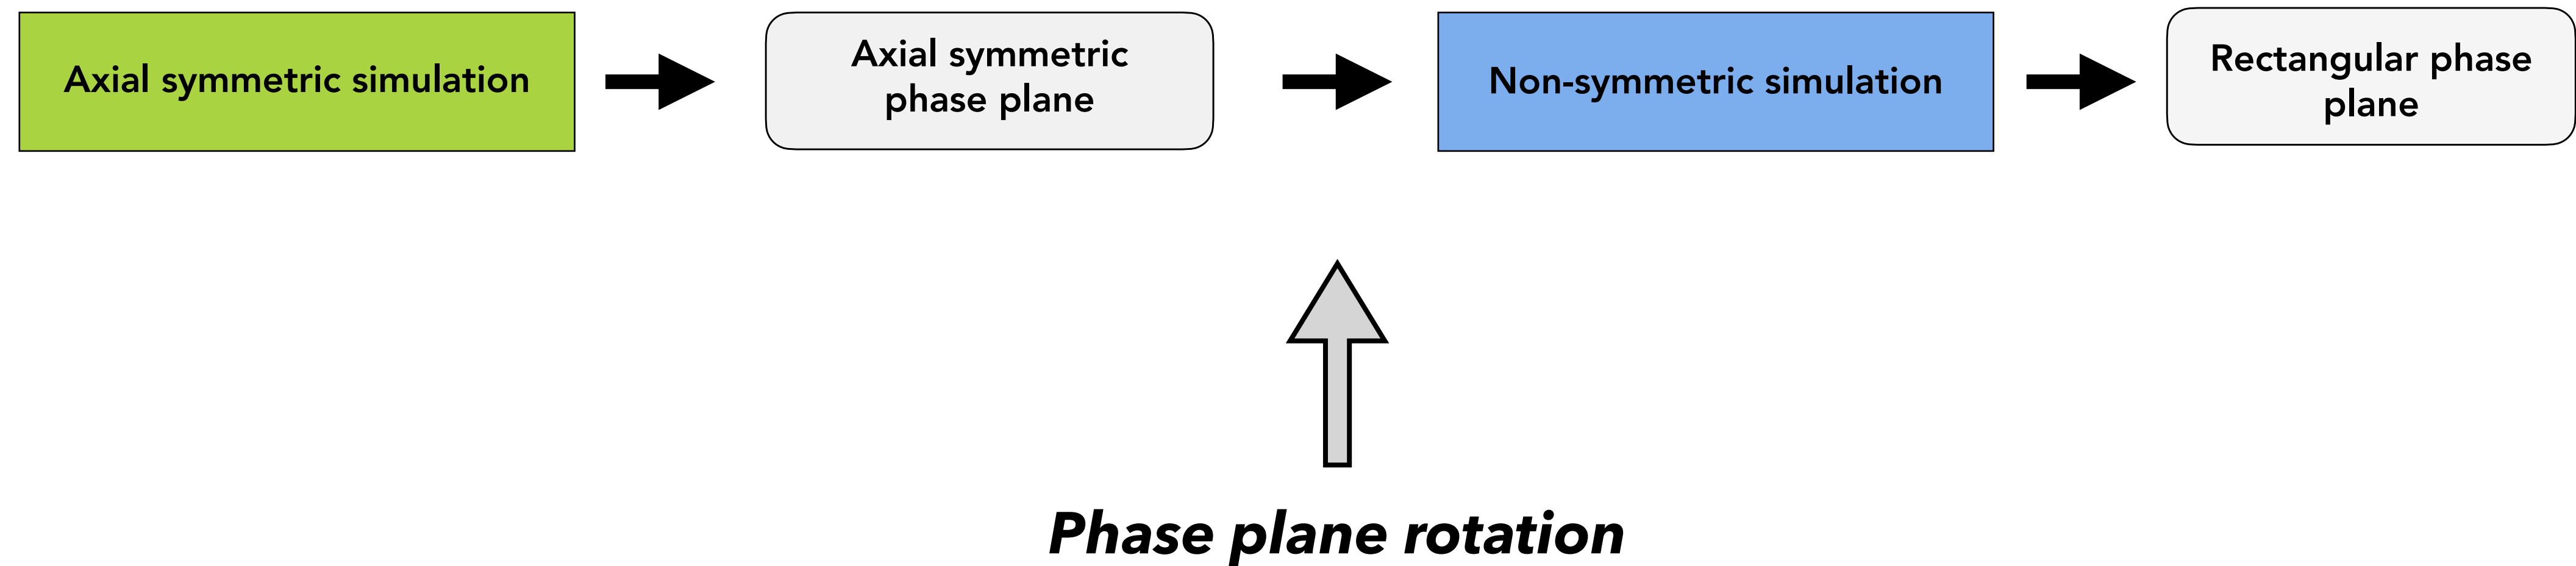 Axial symmetric simulation
Axial symmetric
phase plane
Non-symmetric simulation
Rectangular phase
plane
Phase plane rotation